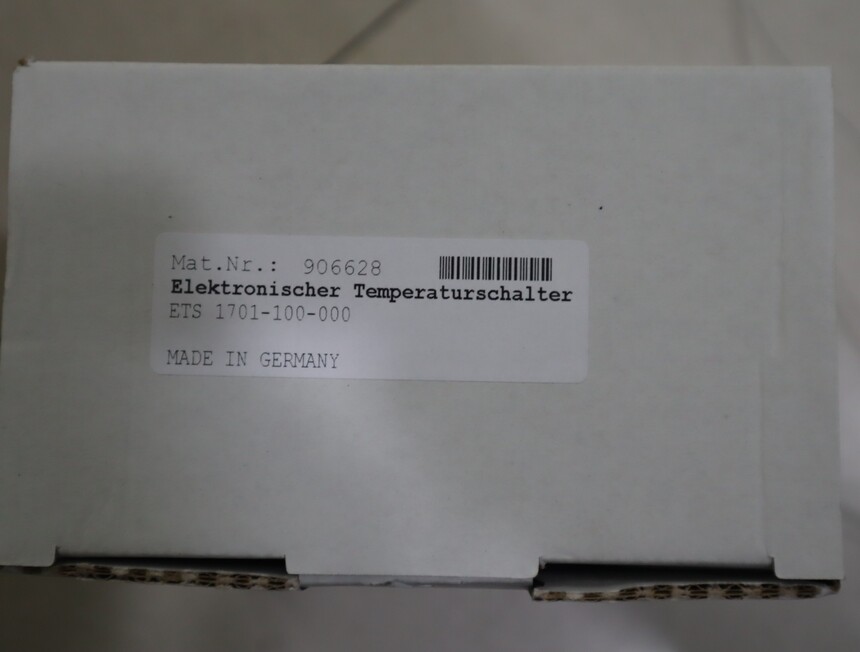 Mat.Nr.: 906628
Elektronischer Temperaturschalter
ETS 1701-100-000
MADE IN GERMANY